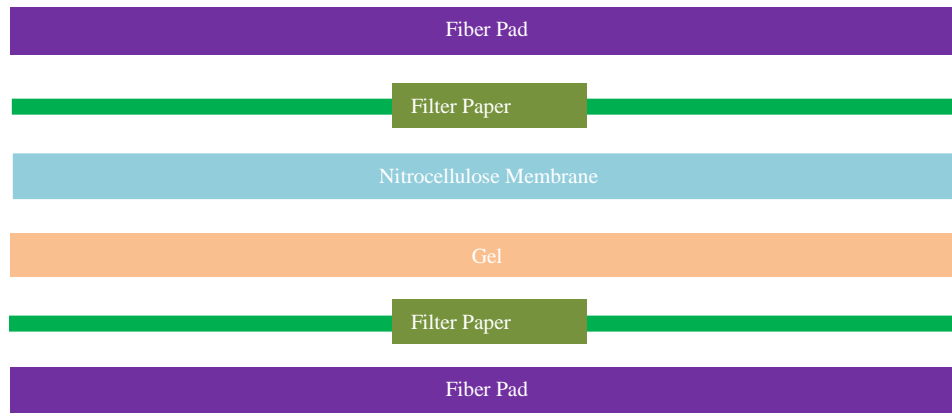 Fiber Pad
Filter Paper
Nitrocellulose Membrane
Gel
Filter Paper
Fiber Pad